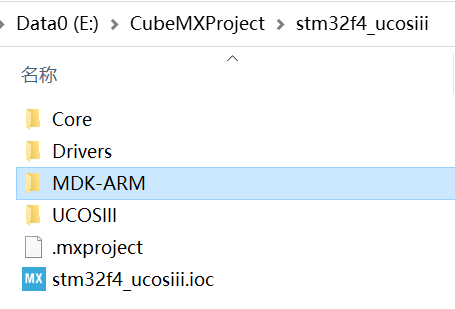 Data0 (E:) > CubeMXProject > stm32f4_ucosiii
名称
Core
Drivers
MDK-ARM
UCOSIII
.mxproject
MX stm32f4_ucosiii.ioc